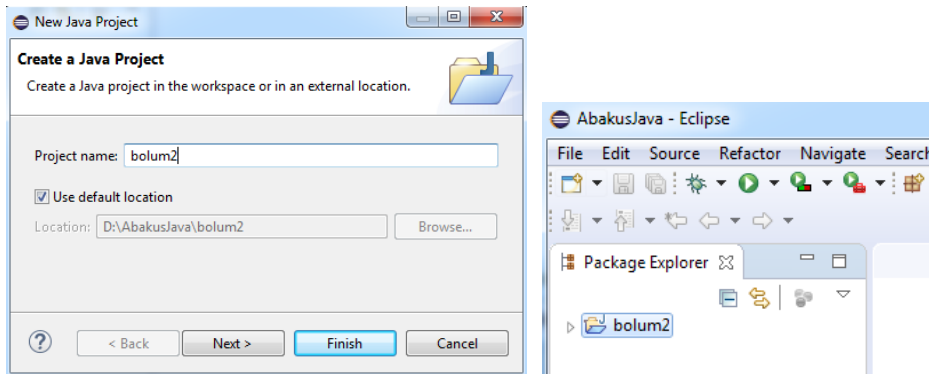 New Java Project
Create a Java Project
Create a Java project in the workspace or in an external location.
Project name: bolum2
Use default location
Location: D:\AbakusJava\bolum2 Browse...
? < Back Next > Finish Cancel
AbakusJava - Eclipse
File Edit Source Refactor Navigate Search
Package Explorer
bolum2